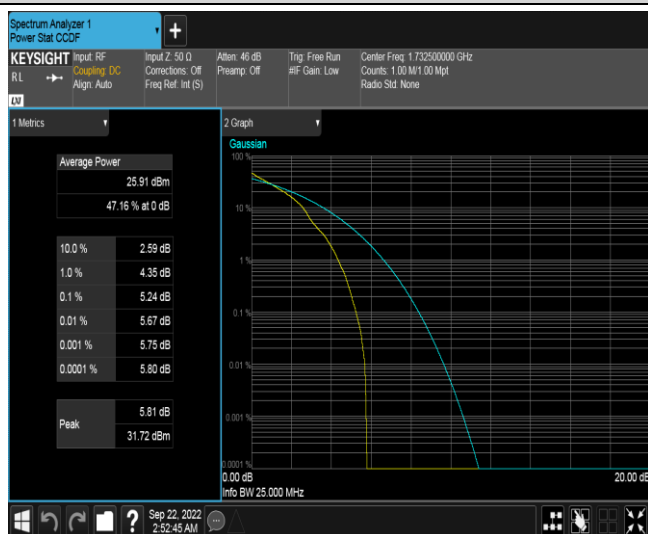 Spectrum Analyzer 1
Power Stat CCDF
KEYSIGHT
RL
LXI
Input: RF
Coupling: DC
Align: Auto
Input Z: 50 Ω
Corrections: Off
Freq Ref: Int (S)
Atten: 46 dB
Preamp: Off
Trig: Free Run
#IF Gain: Low
Center Freq: 1.732500000 GHz
Counts: 1.00 M/1.00 Mpt
Radio Std: None
1 Metrics
Average Power
25.91 dBm
47.16 % at 0 dB
10.0 % 2.59 dB
1.0 % 4.35 dB
0.1 % 5.24 dB
0.01 % 5.67 dB
0.001 % 5.75 dB
0.0001 % 5.80 dB
Peak
5.81 dB
31.72 dBm
2 Graph
Gaussian
100 %
10 %
1 %
0.1 %
0.01 %
0.001 %
0.0001 %
0.00 dB
20.00 dB
Info BW 25.000 MHz
?
Sep 22, 2022
2:52:45 AM